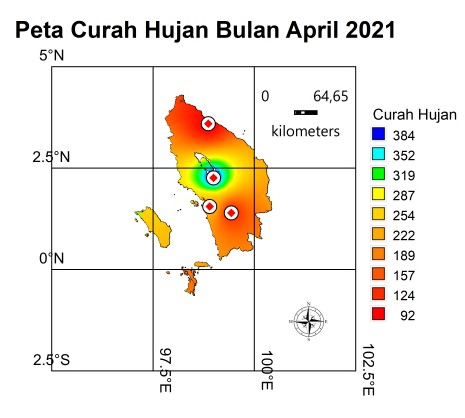 Peta Curah Hujan Bulan April 2021
5°N
0 64,65
kilometers
Curah Hujan
384
352
319
287
254
222
189
157
124
92
2.5°N
0°N
N
E
S
W
2.5°S
97.5°E
100°E
102.5°E